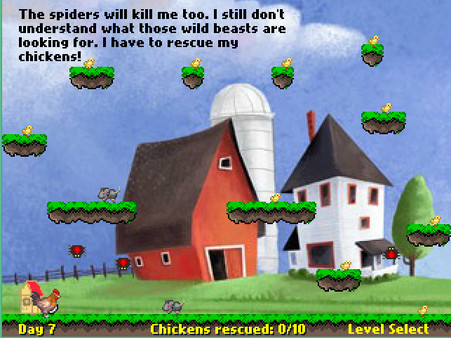 The spiders will kill me too. I still don't
understand what those wild beasts are
looking for. I have to rescue my
chickens!
Day 7 Chickens rescued: 0/10 Level Select